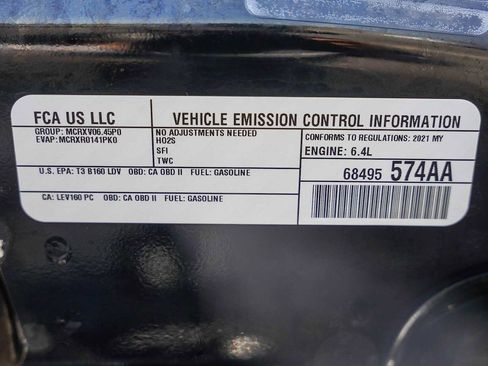 FCA US LLC
VEHICLE EMISSION CONTROL INFORMATION
GROUP: MCRXV06.45P0
EVAP: MCRXR0141PK0
NO ADJUSTMENTS NEEDED
HO2S
SFI
TWC
CONFORMS TO REGULATIONS: 2021 MY
ENGINE: 6.4L
U.S. EPA: T3 B160 LDV OBD: CA OBD II FUEL: GASOLINE
68495 574AA
CA: LEV160 PC OBD: CA OBD II FUEL: GASOLINE